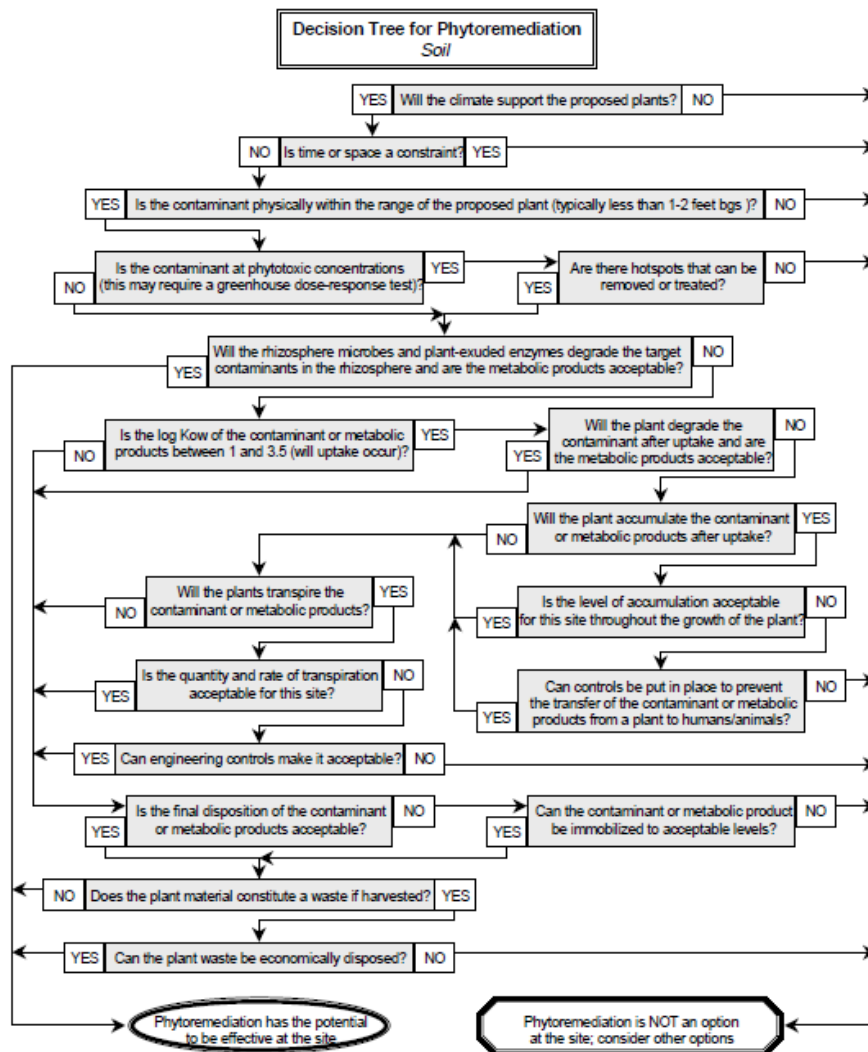 Decision Tree for Phytoremediation
Soil
YES
Will the climate support the proposed plants?
NO
NO
Is time or space a constraint?
YES
YES
Is the contaminant physically within the range of the proposed plant (typically less than 1-2 feet bgs )?
NO
Is the contaminant at phytotoxic concentrations
(this may require a greenhouse dose-response test)?
YES
NO
Are there hotspots that can be
removed or treated?
NO
YES
Will the rhizosphere microbes and plant-exuded enzymes degrade the target
contaminants in the rhizosphere and are the metabolic products acceptable?
NO
YES
Is the log Kow of the contaminant or metabolic
products between 1 and 3.5 (will uptake occur)?
YES
NO
Will the plant degrade the
contaminant after uptake and are
the metabolic products acceptable?
NO
YES
Will the plant accumulate the contaminant
or metabolic products after uptake?
YES
NO
Will the plants transpire the
contaminant or metabolic products?
YES
NO
Is the level of accumulation acceptable
for this site throughout the growth of the plant?
NO
YES
Is the quantity and rate of transpiration
acceptable for this site?
NO
YES
Can controls be put in place to prevent
the transfer of the contaminant or metabolic
products from a plant to humans/animals?
NO
YES
YES
Can engineering controls make it acceptable?
NO
Is the final disposition of the contaminant
or metabolic products acceptable?
NO
YES
Can the contaminant or metabolic product
be immobilized to acceptable levels?
NO
YES
NO
Does the plant material constitute a waste if harvested?
YES
YES
Can the plant waste be economically disposed?
NO
Phytoremediation has the potential
to be effective at the site
Phytoremediation is NOT an option
at the site; consider other options